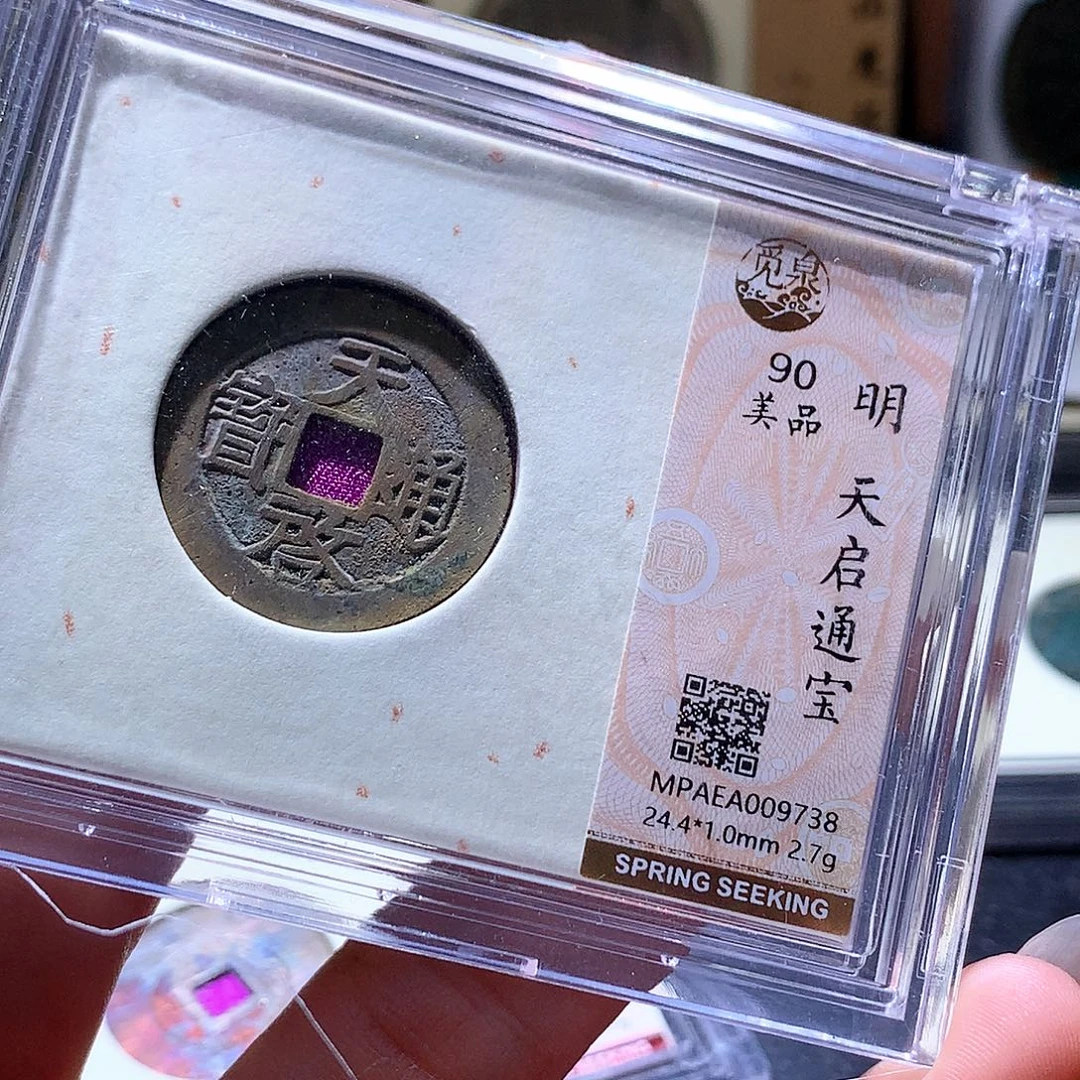 天啓通寶
觅泉
90
美品
明
天启通宝
MPAEA009738
24.4*1.0mm 2.7g
SPRING SEEKING